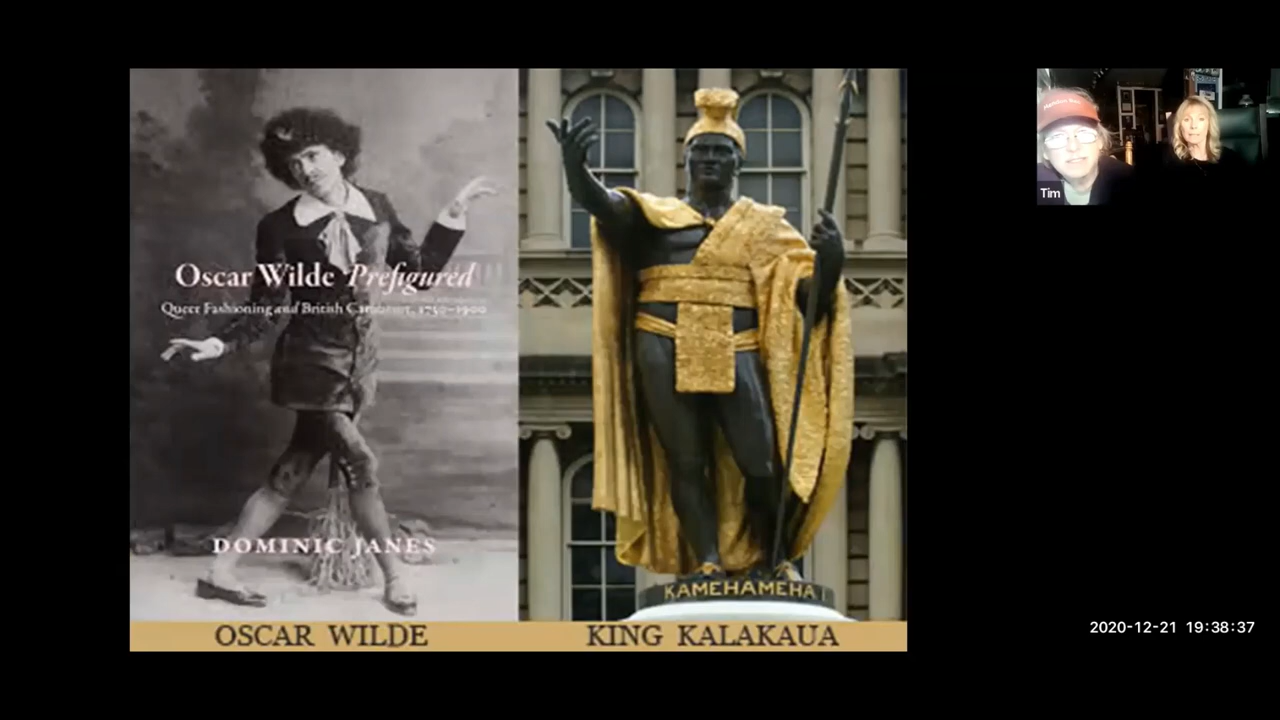 Oscar Wilde Prefigured
Queer Fashioning and British Caricature, 1750–1900
DOMINIC JANES
KAMEHAMEHA I
OSCAR WILDE
KING KALAKAUA
Tim
2020-12-21 19:38:37